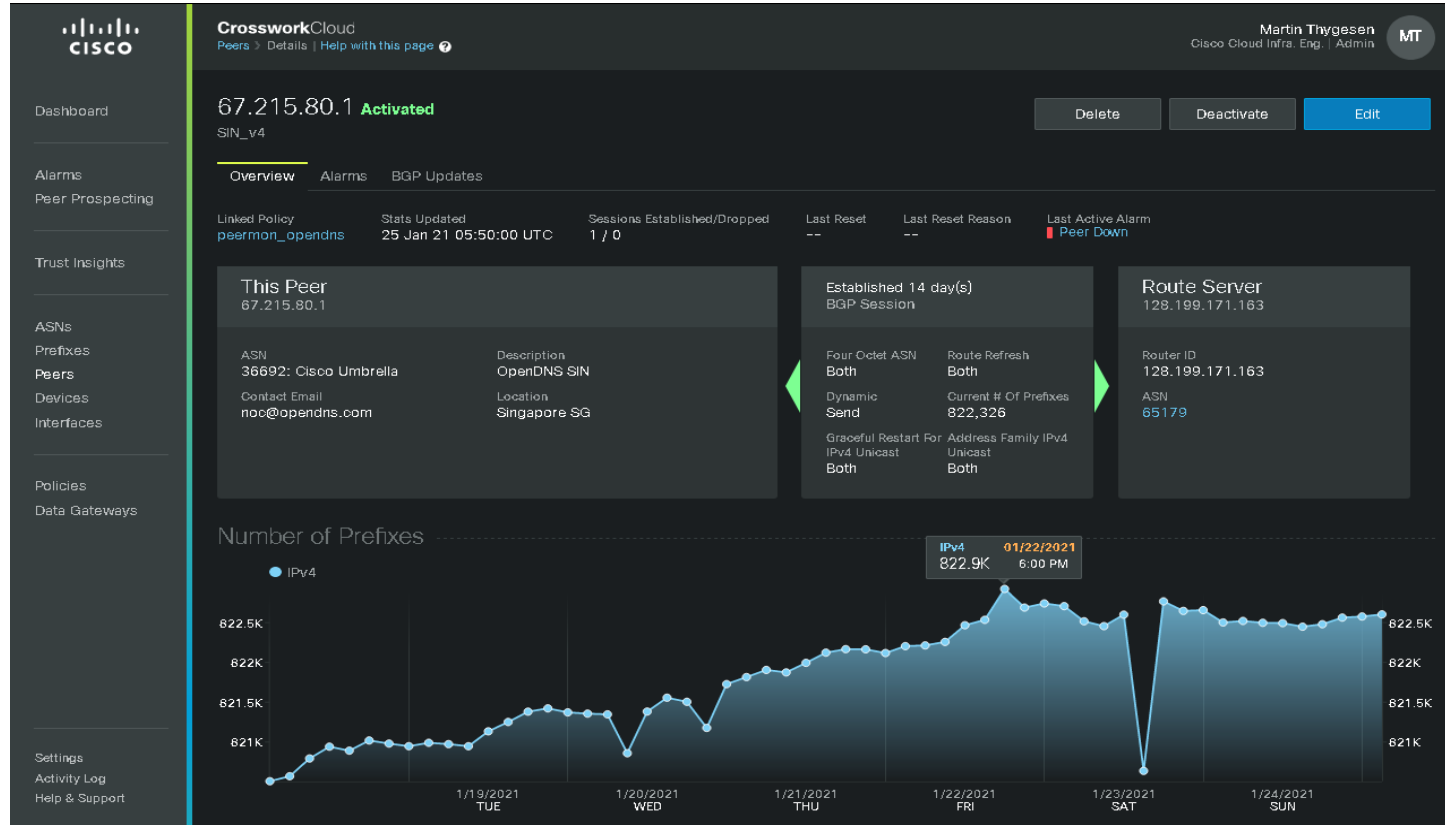 CISCO
CrossworkCloud
Peers > Details | Help with this page ?
Martin Thygesen
Cisco Cloud Infra. Eng. | Admin
MT
Dashboard
Alarms
Peer Prospecting
Trust Insights
ASNs
Prefixes
Peers
Devices
Interfaces
Policies
Data Gateways
Settings
Activity Log
Help & Support
67.215.80.1 Activated
SIN_v4
Delete
Deactivate
Edit
Overview
Alarms
BGP Updates
Linked Policy
peermon_opendns
Stats Updated
25 Jan 21 05:50:00 UTC
Sessions Established/Dropped
1 / 0
Last Reset
--
Last Reset Reason
--
Last Active Alarm
Peer Down
This Peer
67.215.80.1
ASN
36692: Cisco Umbrella
Description
OpenDNS SIN
Contact Email
noc@opendns.com
Location
Singapore SG
Established 14 day(s)
BGP Session
Four Octet ASN
Both
Route Refresh
Both
Dynamic
Send
Current # Of Prefixes
822,326
Graceful Restart For
IPv4 Unicast
Both
Address Family IPv4
Unicast
Both
Route Server
128.199.171.163
Router ID
128.199.171.163
ASN
65179
Number of Prefixes
IPv4
IPv4 01/22/2021
822.9K 6:00 PM
822.5K
822K
821.5K
821K
822.5K
822K
821.5K
821K
1/19/2021
TUE
1/20/2021
WED
1/21/2021
THU
1/22/2021
FRI
1/23/2021
SAT
1/24/2021
SUN